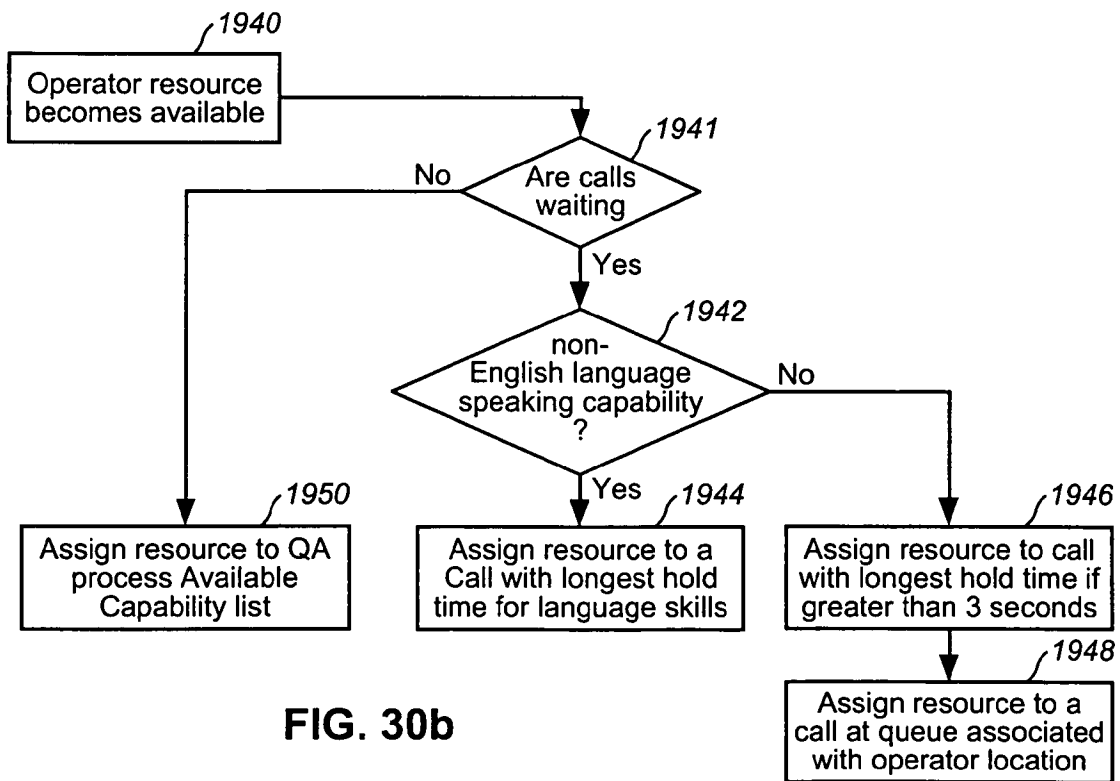 1940
Operator resource
becomes available
1941
Are calls
waiting
No
Yes
1942
non-
English language
speaking capability
?
No
Yes
1950
Assign resource to QA
process Available
Capability list
1944
Assign resource to a
Call with longest hold
time for language skills
1946
Assign resource to call
with longest hold time if
greater than 3 seconds
1948
Assign resource to a
call at queue associated
with operator location
FIG. 30b